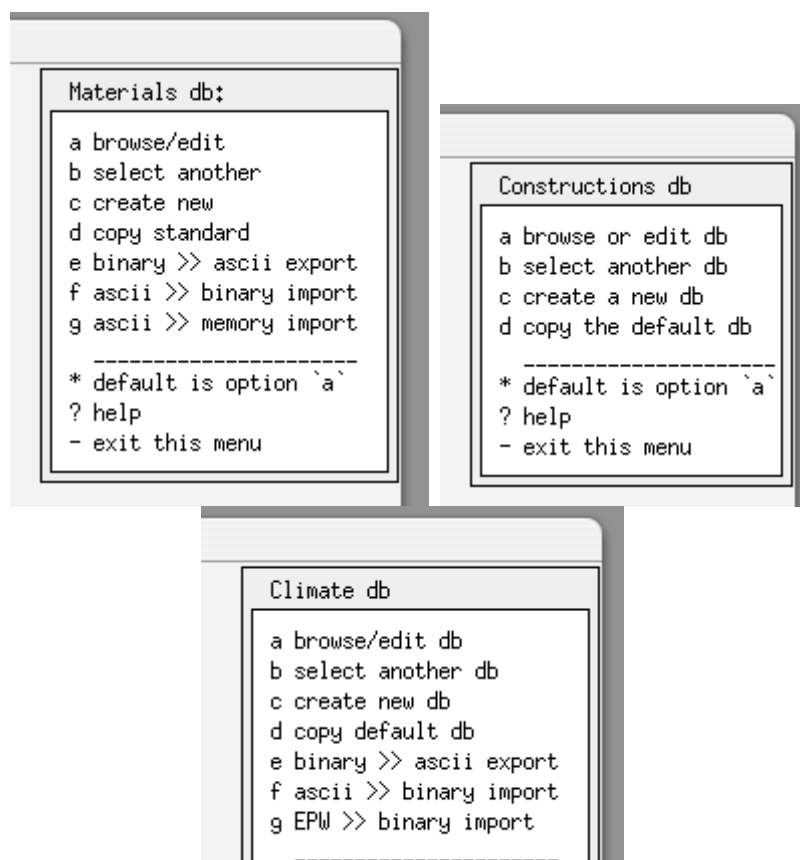 Materials db:
a browse/edit
b select another
c create new
d copy standard
e binary >> ascii export
f ascii >> binary import
g ascii >> memory import
______________________
* default is option `a`
? help
- exit this menu
Constructions db
a browse or edit db
b select another db
c create a new db
d copy the default db
_____________________
* default is option `a`
? help
- exit this menu
Climate db
a browse/edit db
b select another db
c create new db
d copy default db
e binary >> ascii export
f ascii >> binary import
g EPW >> binary import
______________________